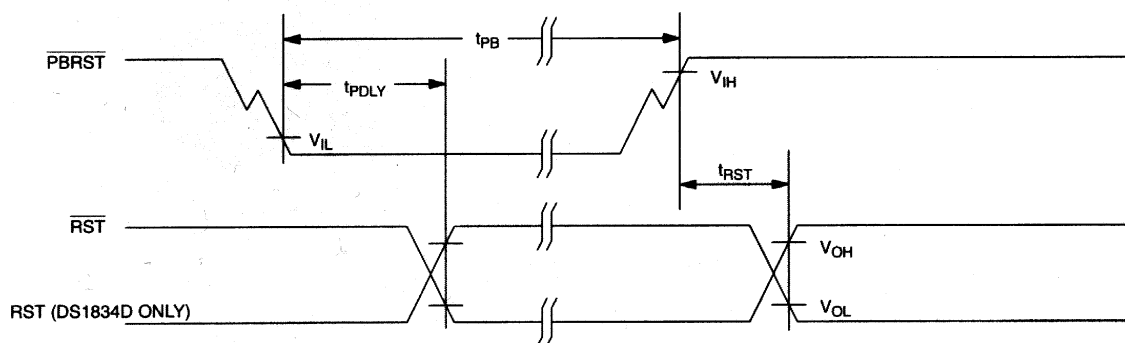 tPB
PBRST
tPDLY
VIH
VIL
tRST
RST
VOH
RST (DS1834D ONLY)
VOL